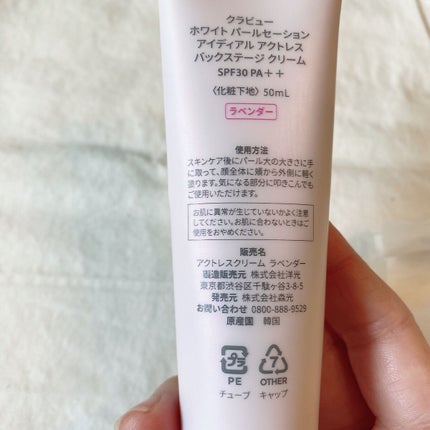 クラビュー
ホワイト パールセーション
アイディアル アクトレス
バックステージ クリーム
SPF30 PA＋＋
〈化粧下地〉50mL
ラベンダー
使用方法
スキンケア後にパール大の大きさに手
に取って、顔全体に頬から外側に軽く
塗ります。気になる部分に叩きこんでも
ご使用いただけます。
お肌に異常が生じていないかよく注意
してください。お肌に合わないときはご
使用をおやめください。
販売名
アクトレスクリーム ラベンダー
製造販売元 株式会社洋光
東京都渋谷区千駄ヶ谷3-8-5
発売元 株式会社森光
お問い合わせ 0800-888-9529
原産国 韓国
プラ 7
PE OTHER
チューブ キャップ